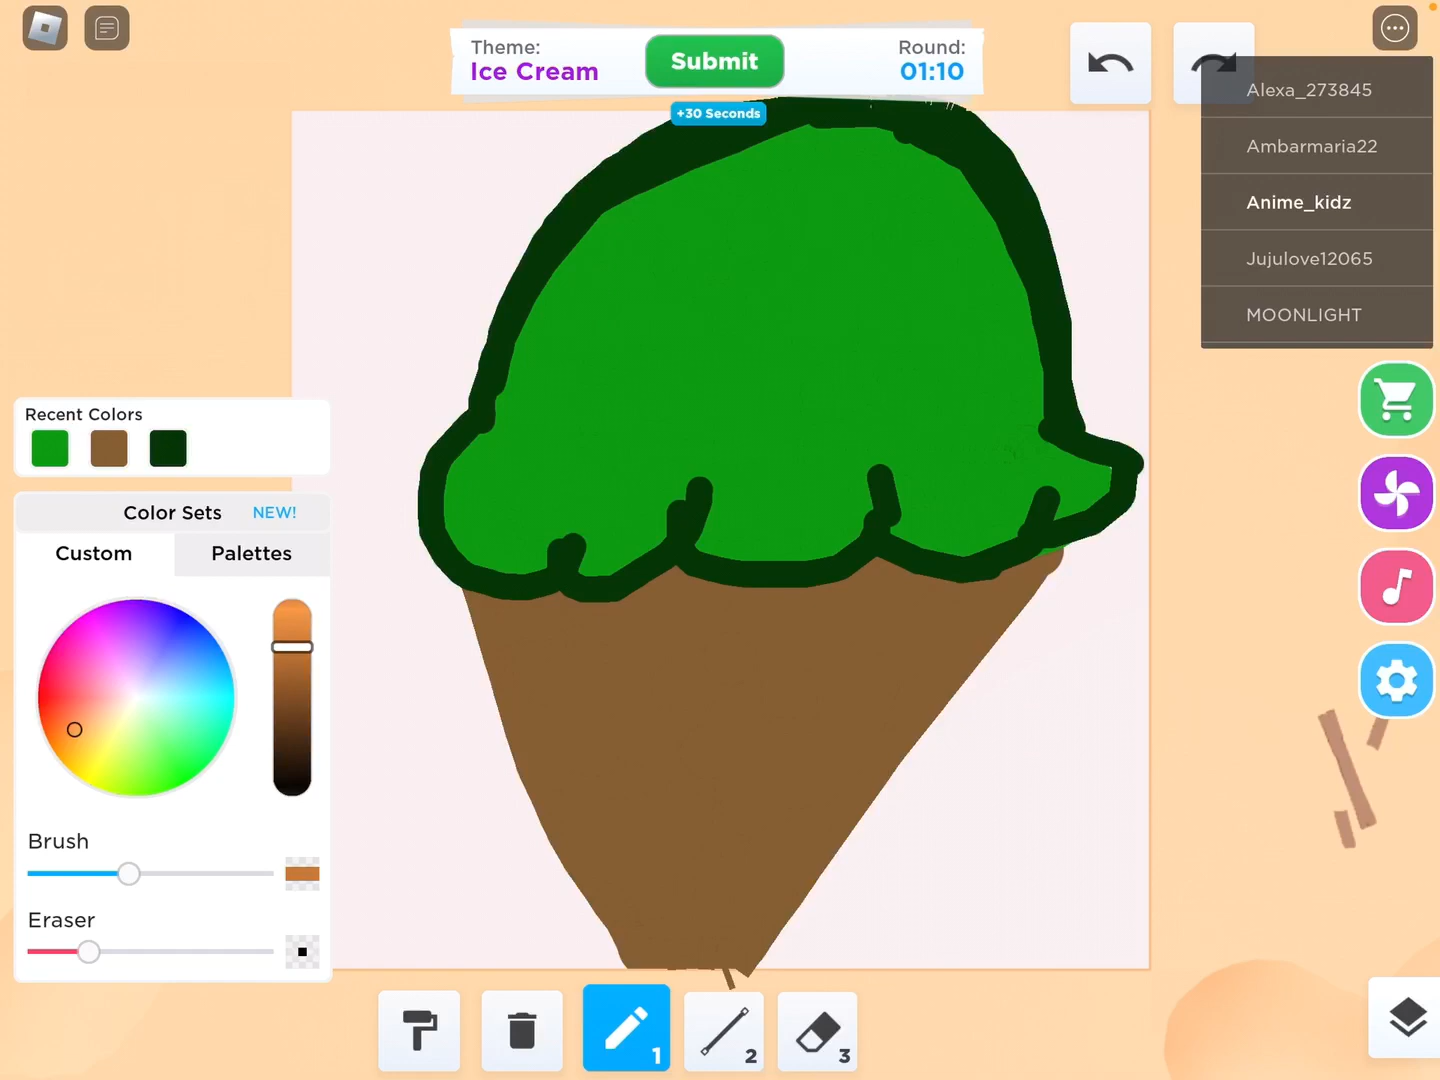 Theme:
Ice Cream
Submit
Round:
01:10
+30 Seconds
Alexa_273845
Ambarmaria22
Anime_kidz
Jujulove12065
MOONLIGHT
Recent Colors
Color Sets NEW!
Custom Palettes
Brush
Eraser
1 2 3